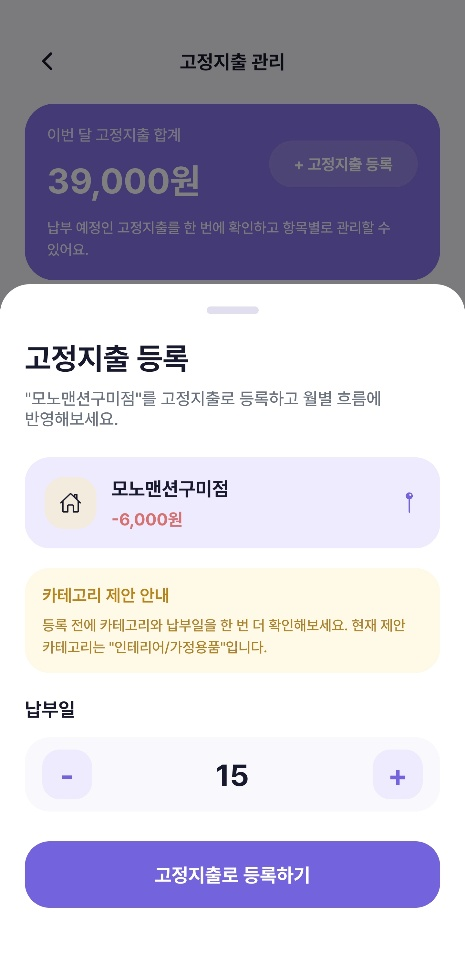 고정지출 관리
이번 달 고정지출 합계
39,000원
+ 고정지출 등록
납부 예정인 고정지출을 한 번에 확인하고 항목별로 관리할 수
있어요.
고정지출 등록
"모노맨션구미점"를 고정지출로 등록하고 월별 흐름에
반영해보세요.
모노맨션구미점
-6,000원
카테고리 제안 안내
등록 전에 카테고리와 납부일을 한 번 더 확인해보세요. 현재 제안
카테고리는 "인테리어/가정용품"입니다.
납부일
- 15 +
고정지출로 등록하기